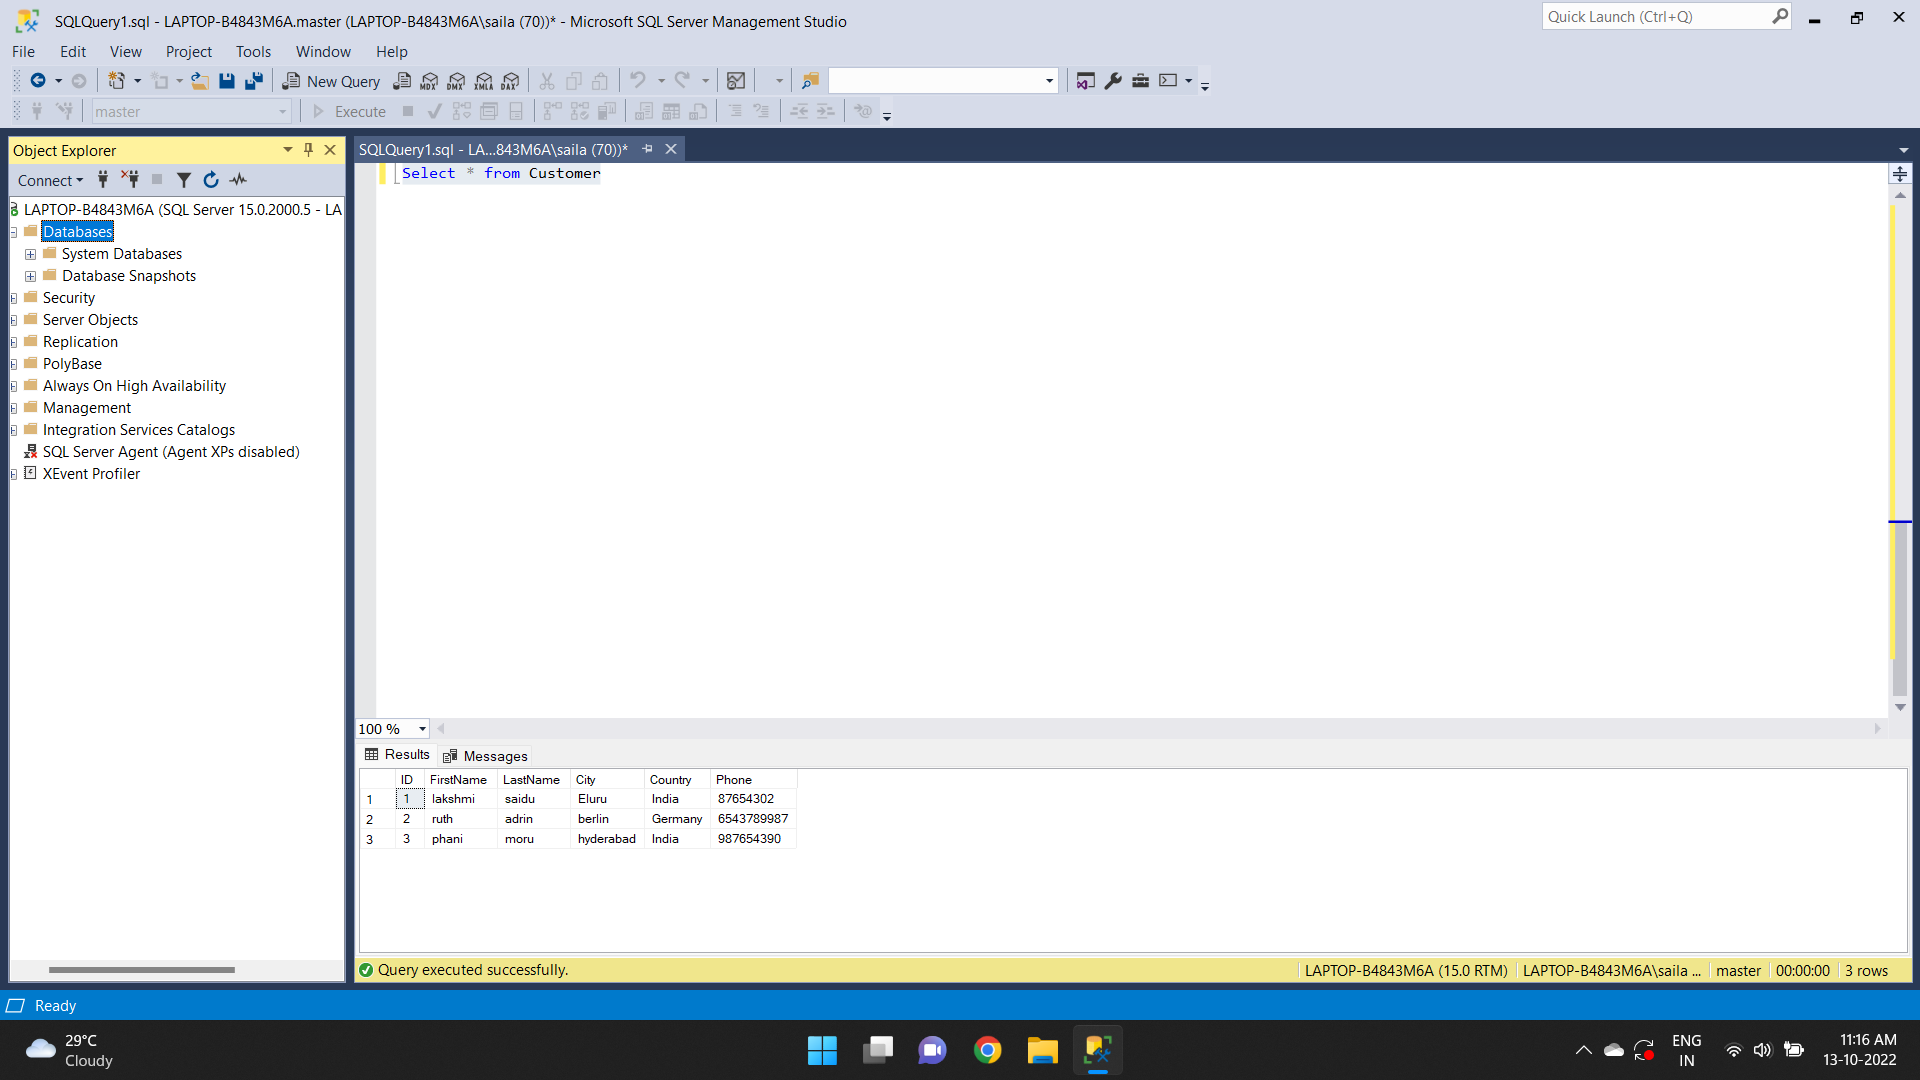 SQLQuery1.sql - LAPTOP-B4843M6A.master (LAPTOP-B4843M6A\saila (70))* - Microsoft SQL Server Management Studio
Quick Launch (Ctrl+Q)
File Edit View Project Tools Window Help
New Query MDX DMX XMLA DAX
master Execute
Object Explorer
SQLQuery1.sql - LA...843M6A\saila (70))*
Connect
Select * from Customer
LAPTOP-B4843M6A (SQL Server 15.0.2000.5 - LA
Databases
System Databases
Database Snapshots
Security
Server Objects
Replication
PolyBase
Always On High Availability
Management
Integration Services Catalogs
SQL Server Agent (Agent XPs disabled)
XEvent Profiler
100 %
Results Messages
ID FirstName LastName City Country Phone
1 1 lakshmi saidu Eluru India 87654302
2 2 ruth adrin berlin Germany 6543789987
3 3 phani moru hyderabad India 987654390
Query executed successfully. LAPTOP-B4843M6A (15.0 RTM) LAPTOP-B4843M6A\saila ... master 00:00:00 3 rows
Ready
29°C
Cloudy
ENG
IN
11:16 AM
13-10-2022